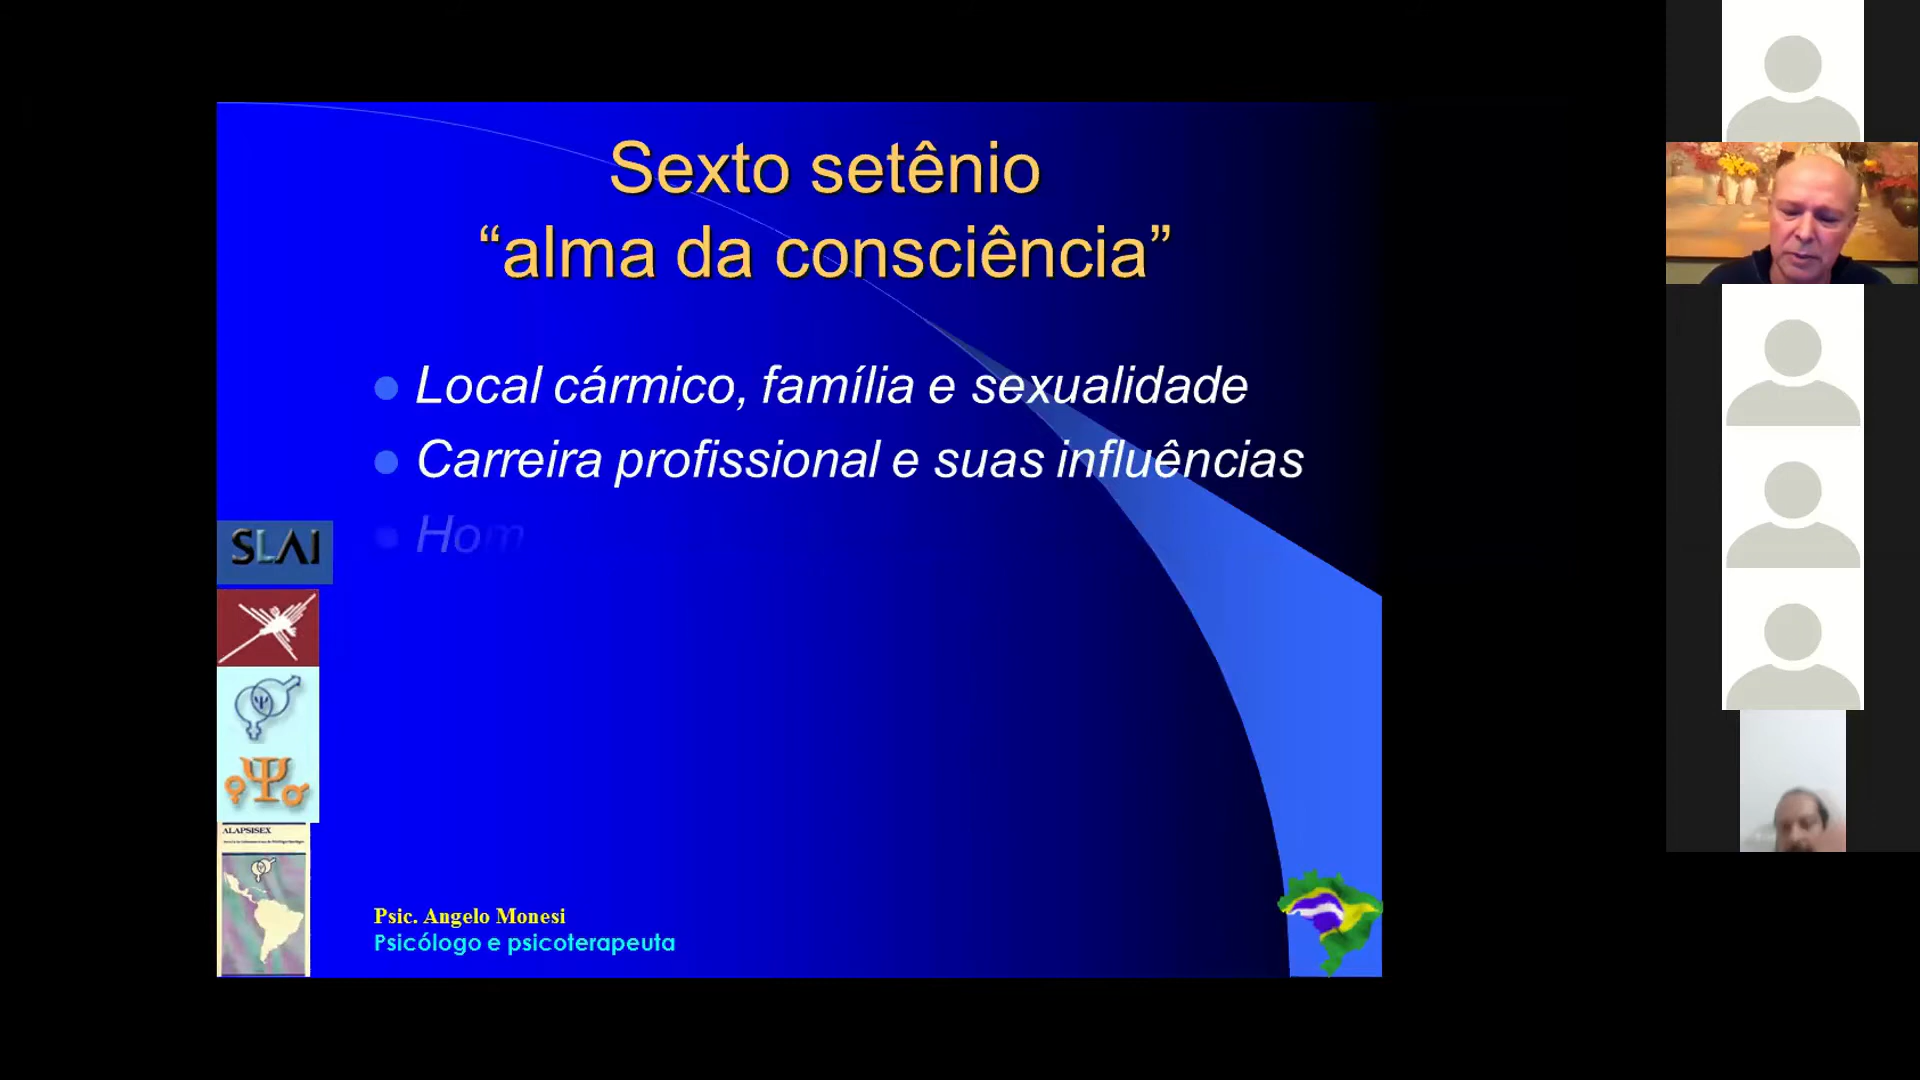 Sexto setênio
“alma da consciência”
Local cármico, família e sexualidade
Carreira profissional e suas influências
Hom
SLAI
ALAPSISEX
Psic. Angelo Monesi
Psicólogo e psicoterapeuta